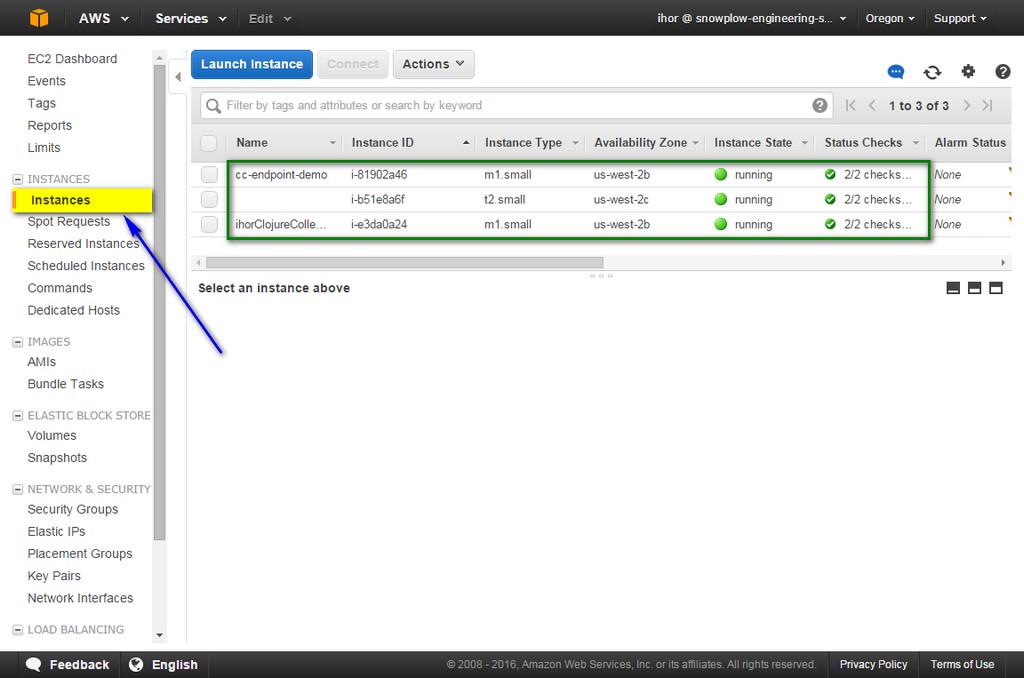 AWS Services Edit ihor @ snowplow-engineering-s... Oregon Support
EC2 Dashboard
Events
Tags
Reports
Limits
INSTANCES
Instances
Spot Requests
Reserved Instances
Scheduled Instances
Commands
Dedicated Hosts
IMAGES
AMIs
Bundle Tasks
ELASTIC BLOCK STORE
Volumes
Snapshots
NETWORK & SECURITY
Security Groups
Elastic IPs
Placement Groups
Key Pairs
Network Interfaces
LOAD BALANCING
Launch Instance Connect Actions
Filter by tags and attributes or search by keyword 1 to 3 of 3
Name Instance ID Instance Type Availability Zone Instance State Status Checks Alarm Status
cc-endpoint-demo i-81902a46 m1.small us-west-2b running 2/2 checks... None
i-b51e8a6f t2.small us-west-2c running 2/2 checks... None
ihorClojureColle... i-e3da0a24 m1.small us-west-2b running 2/2 checks... None
Select an instance above
Feedback English © 2008 - 2016, Amazon Web Services, Inc. or its affiliates. All rights reserved. Privacy Policy Terms of Use